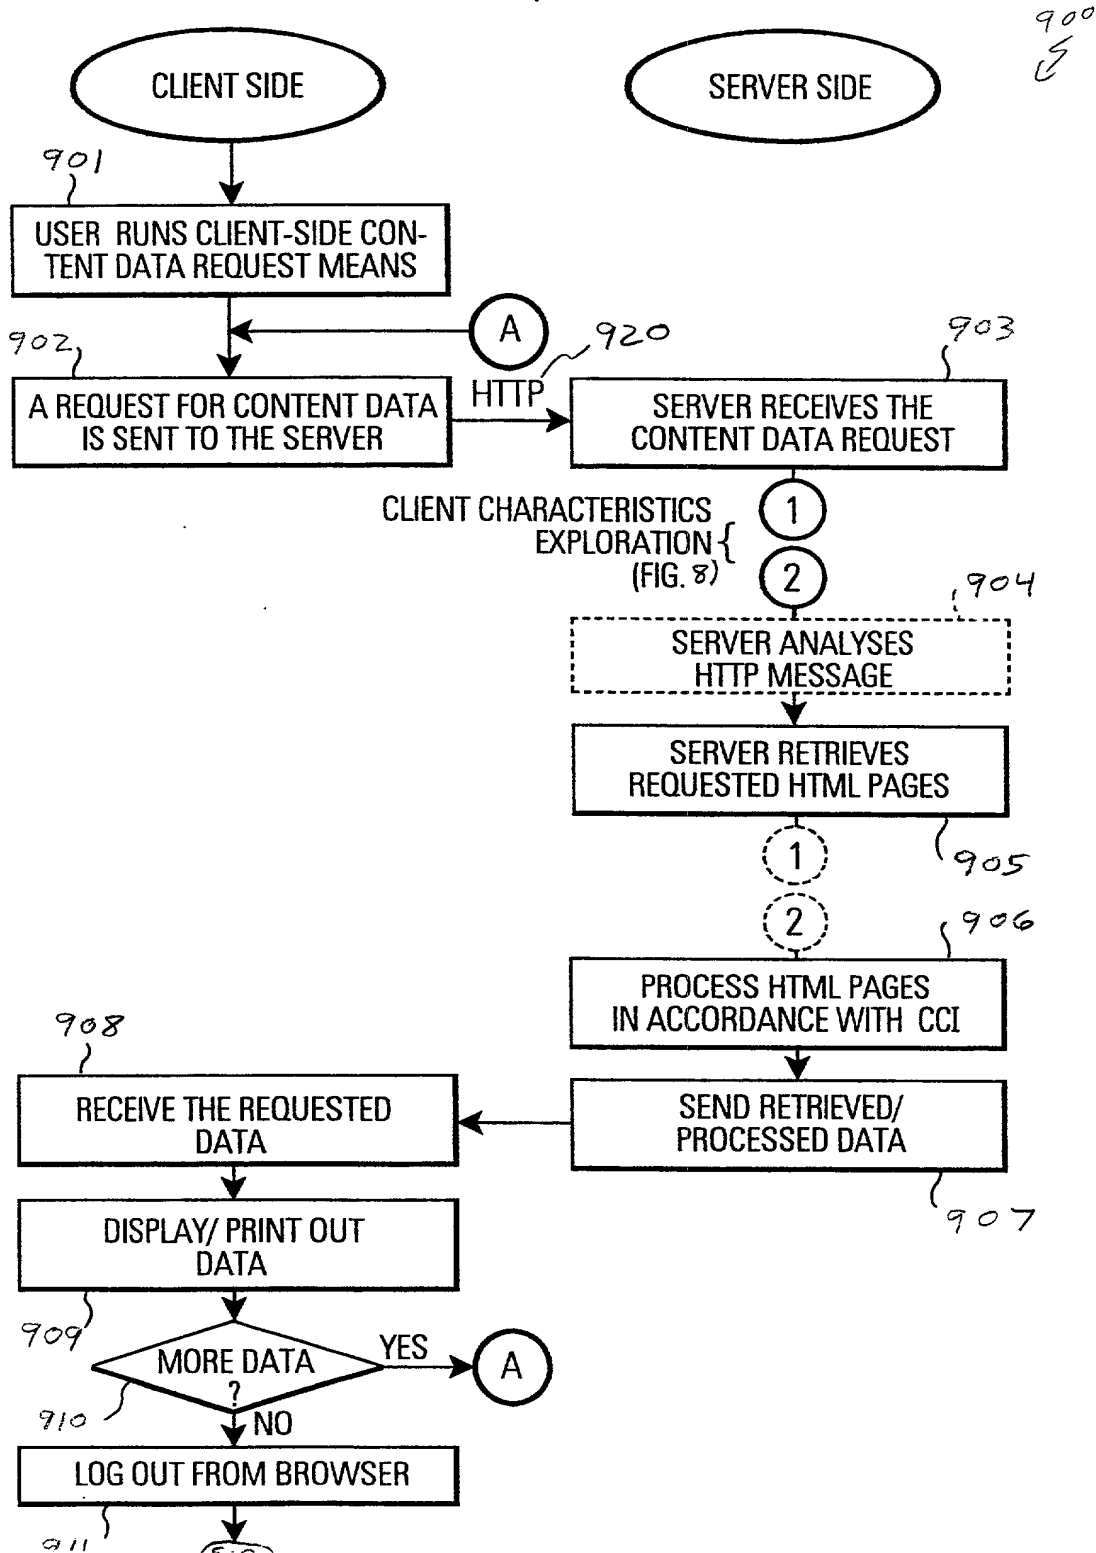 900
CLIENT SIDE
SERVER SIDE
901
USER RUNS CLIENT-SIDE CON-
TENT DATA REQUEST MEANS
A
920
903
902
HTTP
A REQUEST FOR CONTENT DATA
IS SENT TO THE SERVER
SERVER RECEIVES THE
CONTENT DATA REQUEST
CLIENT CHARACTERISTICS
EXPLORATION {
(FIG. 8)
1
2
904
SERVER ANALYSES
HTTP MESSAGE
SERVER RETRIEVES
REQUESTED HTML PAGES
905
1
2
906
PROCESS HTML PAGES
IN ACCORDANCE WITH CCI
908
RECEIVE THE REQUESTED
DATA
SEND RETRIEVED/
PROCESSED DATA
907
DISPLAY/ PRINT OUT
DATA
909
MORE DATA
?
YES
A
910
NO
LOG OUT FROM BROWSER
911